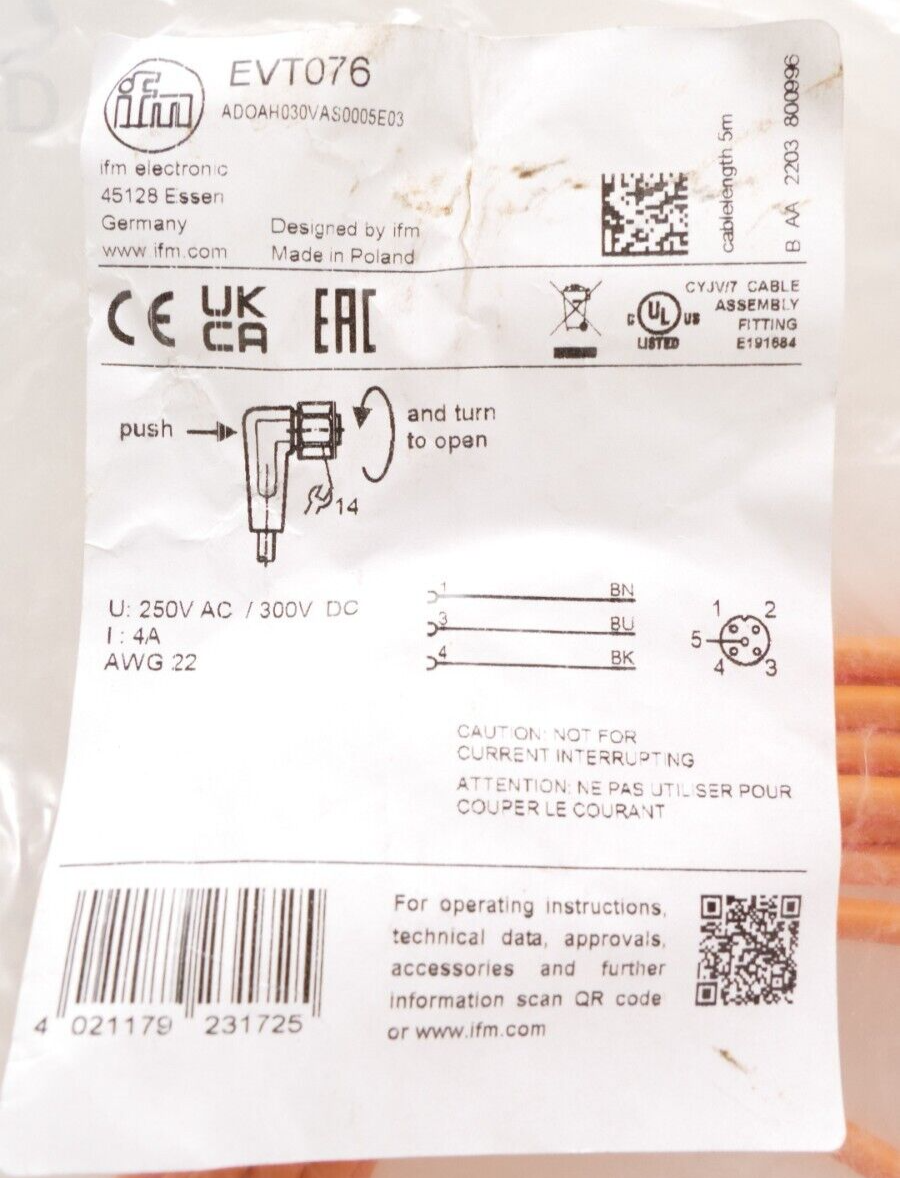 ifm
EVT076
ADOAH030VAS0005E03
ifm electronic
45128 Essen
Germany
www.ifm.com
Designed by ifm
Made in Poland
cablelength 5m
B AA 2203 800996
CE
UK
CA
EAC
C UL US
LISTED
CYJV/7 CABLE
ASSEMBLY
FITTING
E191684
push
and turn
to open
14
U: 250V AC / 300V DC
I : 4A
AWG 22
1 BN
3 BU
4 BK
1 2
5
4 3
CAUTION: NOT FOR
CURRENT INTERRUPTING
ATTENTION: NE PAS UTILISER POUR
COUPER LE COURANT
4 021179 231725
For operating instructions,
technical data, approvals,
accessories and further
information scan QR code
or www.ifm.com